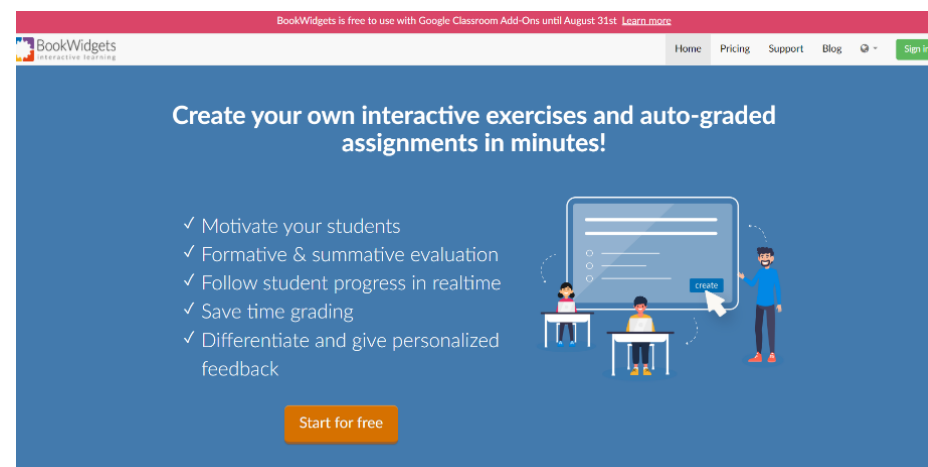 BookWidgets is free to use with Google Classroom Add-Ons until August 31st Learn more
BookWidgets
interactive learning
Home Pricing Support Blog Sign in
Create your own interactive exercises and auto-graded
assignments in minutes!
✓ Motivate your students
✓ Formative & summative evaluation
✓ Follow student progress in realtime
✓ Save time grading
✓ Differentiate and give personalized
feedback
create
Start for free